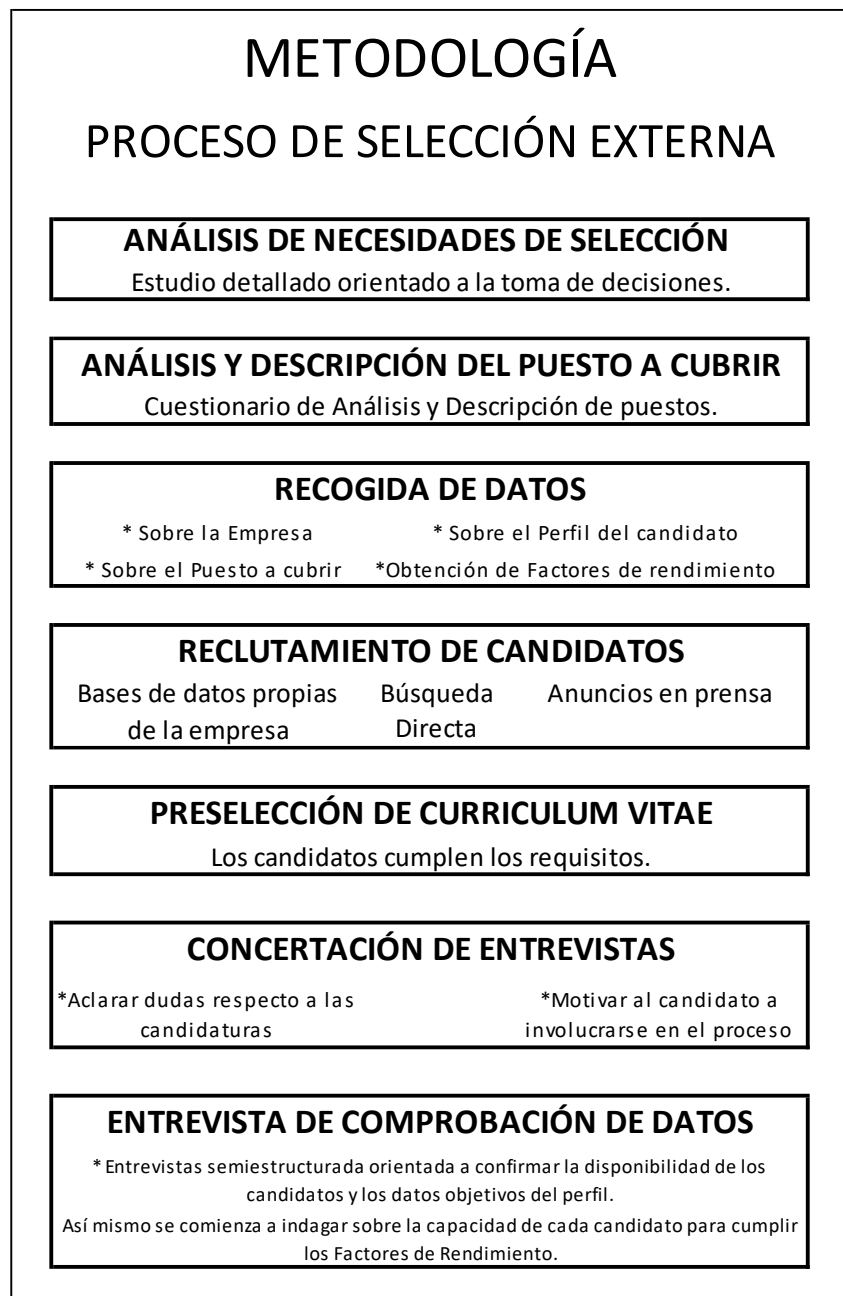 METODOLOGÍA
PROCESO DE SELECCIÓN EXTERNA
ANÁLISIS DE NECESIDADES DE SELECCIÓN
Estudio detallado orientado a la toma de decisiones.
ANÁLISIS Y DESCRIPCIÓN DEL PUESTO A CUBRIR
Cuestionario de Análisis y Descripción de puestos.
RECOGIDA DE DATOS
* Sobre la Empresa * Sobre el Perfil del candidato
* Sobre el Puesto a cubrir *Obtención de Factores de rendimiento
RECLUTAMIENTO DE CANDIDATOS
Bases de datos propias
de la empresa
Búsqueda
Directa
Anuncios en prensa
PRESELECCIÓN DE CURRICULUM VITAE
Los candidatos cumplen los requisitos.
CONCERTACIÓN DE ENTREVISTAS
*Aclarar dudas respecto a las
candidaturas
*Motivar al candidato a
involucrarse en el proceso
ENTREVISTA DE COMPROBACIÓN DE DATOS
* Entrevistas semiestructurada orientada a confirmar la disponibilidad de los
candidatos y los datos objetivos del perfil.
Así mismo se comienza a indagar sobre la capacidad de cada candidato para cumplir
los Factores de Rendimiento.